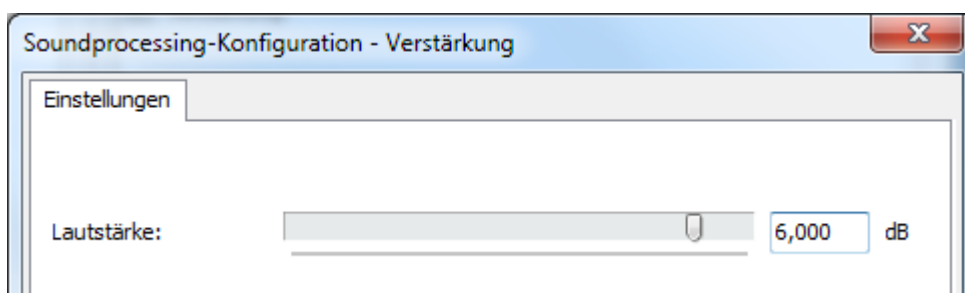 Soundprocessing-Konfiguration - Verstärkung
Einstellungen
Lautstärke: 6,000 dB